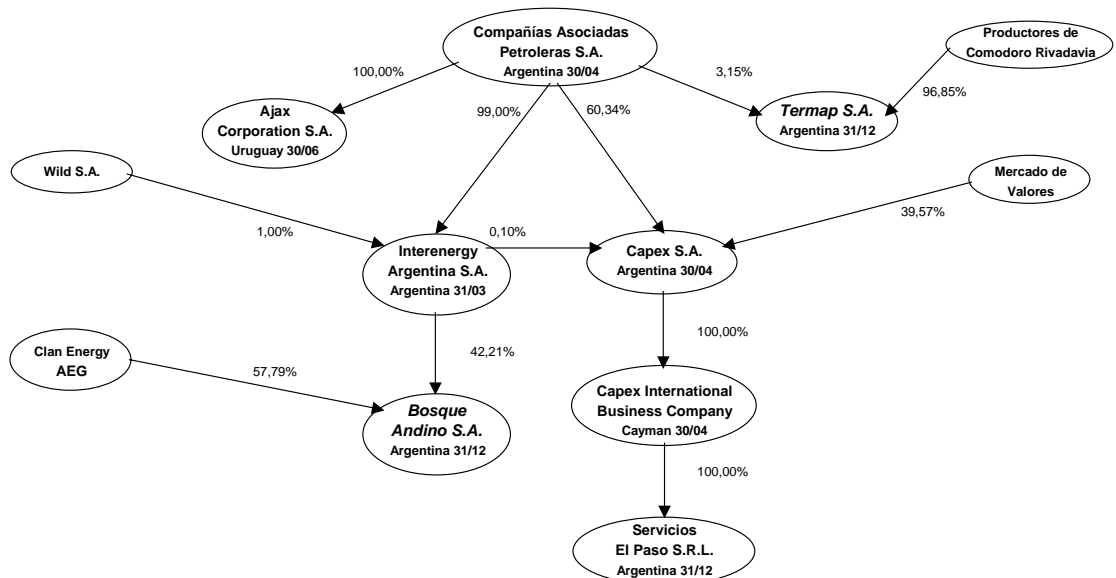 Compañías Asociadas
Petroleras S.A.
Argentina 30/04
Productores de
Comodoro Rivadavia
100,00%
3,15%
96,85%
Ajax
Corporation S.A.
Uruguay 30/06
99,00%
60,34%
Termap S.A.
Argentina 31/12
Wild S.A.
Mercado de
Valores
1,00%
39,57%
Interenergy
Argentina S.A.
Argentina 31/03
0,10%
Capex S.A.
Argentina 30/04
Clan Energy
AEG
57,79%
42,21%
100,00%
Bosque
Andino S.A.
Argentina 31/12
Capex International
Business Company
Cayman 30/04
100,00%
Servicios
El Paso S.R.L.
Argentina 31/12